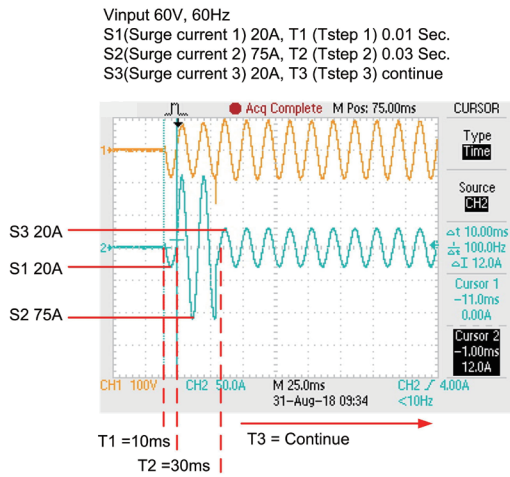 Vinput 60V, 60Hz
S1(Surge current 1) 20A, T1 (Tstep 1) 0.01 Sec.
S2(Surge current 2) 75A, T2 (Tstep 2) 0.03 Sec.
S3(Surge current 3) 20A, T3 (Tstep 3) continue
Acq Complete M Pos: 75.00ms CURSOR
Type
Time
Source
CH2
Δt 10.00ms
1/Δt 100.0Hz
ΔI 12.0A
Cursor 1
-11.0ms
0.00A
Cursor 2
-1.00ms
12.0A
1
2
S3 20A
S1 20A
S2 75A
CH1 100V CH2 50.0A M 25.0ms CH2 / 4.00A
31-Aug-18 09:34 <10Hz
T1 =10ms T3 = Continue
T2 =30ms